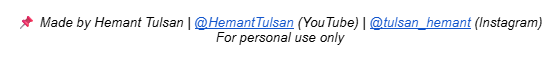 📌 Made by Hemant Tulsan | @HemantTulsan (YouTube) | @tulsan_hemant (Instagram)
For personal use only